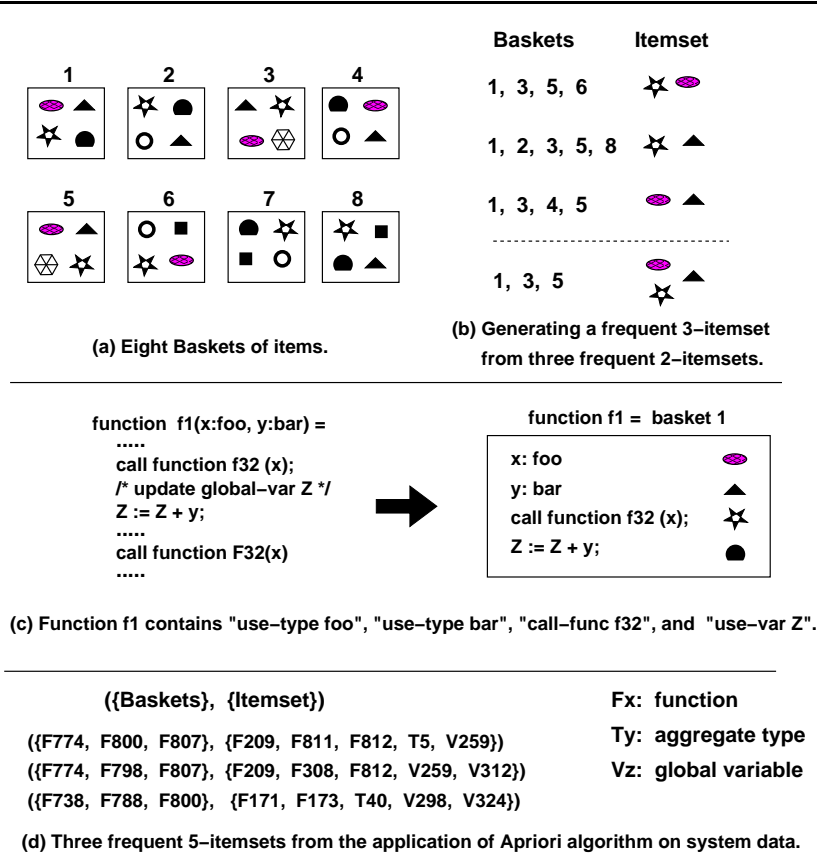 1 2 3 4
5 6 7 8
(a) Eight Baskets of items.
Baskets Itemset
1, 3, 5, 6
1, 2, 3, 5, 8
1, 3, 4, 5
1, 3, 5
(b) Generating a frequent 3−itemset
from three frequent 2−itemsets.
function f1(x:foo, y:bar) =
.....
call function f32 (x);
/* update global−var Z */
Z := Z + y;
.....
call function F32(x)
.....
function f1 = basket 1
x: foo
y: bar
call function f32 (x);
Z := Z + y;
(c) Function f1 contains "use−type foo", "use−type bar", "call−func f32", and "use−var Z".
({Baskets}, {Itemset})
({F774, F800, F807}, {F209, F811, F812, T5, V259})
({F774, F798, F807}, {F209, F308, F812, V259, V312})
({F738, F788, F800}, {F171, F173, T40, V298, V324})
Fx: function
Ty: aggregate type
Vz: global variable
(d) Three frequent 5−itemsets from the application of Apriori algorithm on system data.